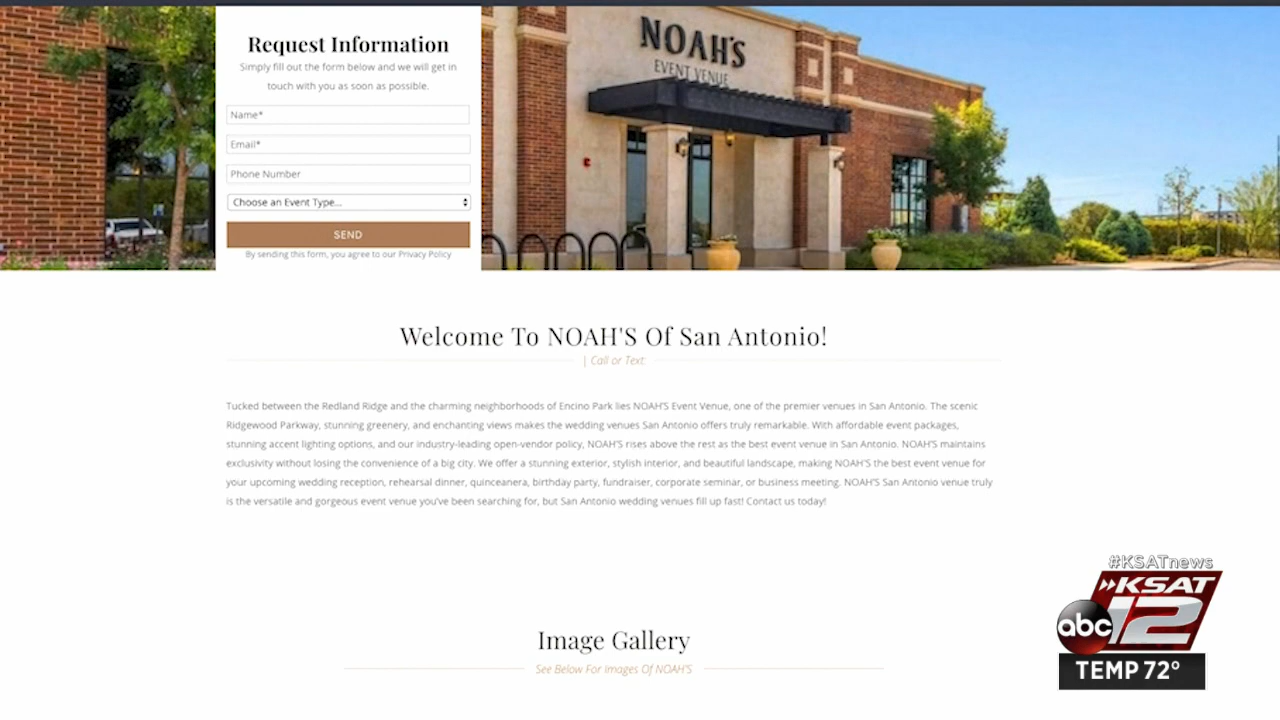 Request Information
Simply fill out the form below and we will get in
touch with you as soon as possible.
Name*
Email*
Phone Number
Choose an Event Type...
SEND
By sending this form, you agree to our Privacy Policy
NOAH'S
EVENT VENUE
Welcome To NOAH'S Of San Antonio!
| Call or Text:
Tucked between the Redland Ridge and the charming neighborhoods of Encino Park lies NOAH'S Event Venue, one of the premier venues in San Antonio. The scenic
Ridgewood Parkway, stunning greenery, and enchanting views makes the wedding venues San Antonio offers truly remarkable. With affordable event packages,
stunning accent lighting options, and our industry-leading open-vendor policy, NOAH'S rises above the rest as the best event venue in San Antonio. NOAH'S maintains
exclusivity without losing the convenience of a big city. We offer a stunning exterior, stylish interior, and beautiful landscape, making NOAH'S the best event venue for
your upcoming wedding reception, rehearsal dinner, quinceanera, birthday party, fundraiser, corporate seminar, or business meeting. NOAH'S San Antonio venue truly
is the versatile and gorgeous event venue you've been searching for, but San Antonio wedding venues fill up fast! Contact us today!
Image Gallery
See Below For Images Of NOAH'S
#KSATnews
KSAT
abc 12
TEMP 72°